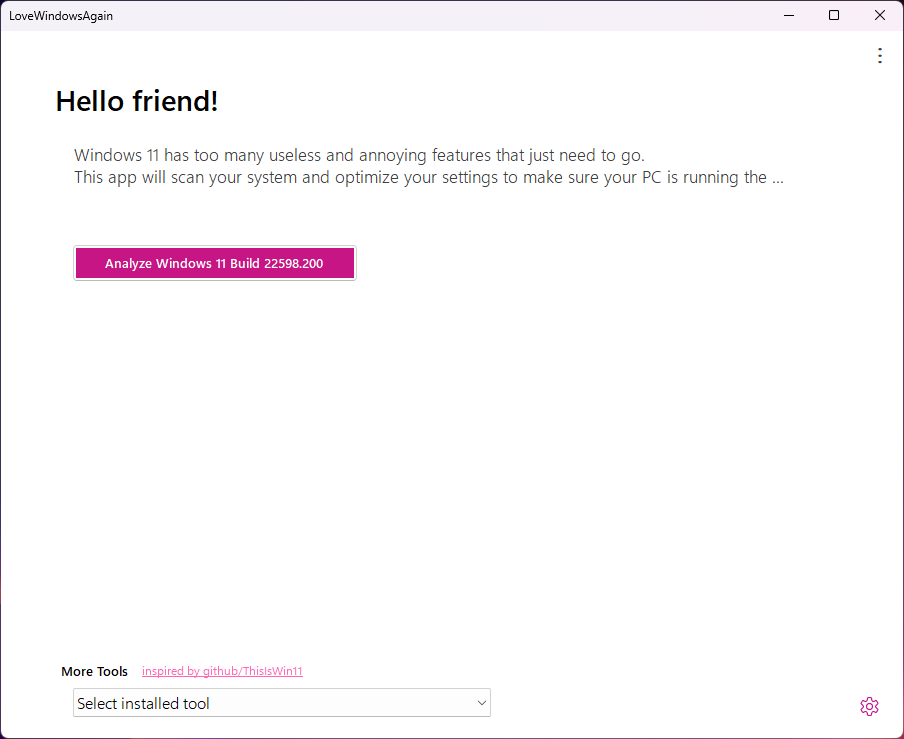 LoveWindowsAgain
Hello friend!
Windows 11 has too many useless and annoying features that just need to go.
This app will scan your system and optimize your settings to make sure your PC is running the ...
Analyze Windows 11 Build 22598.200
More Tools inspired by github/ThisIsWin11
Select installed tool